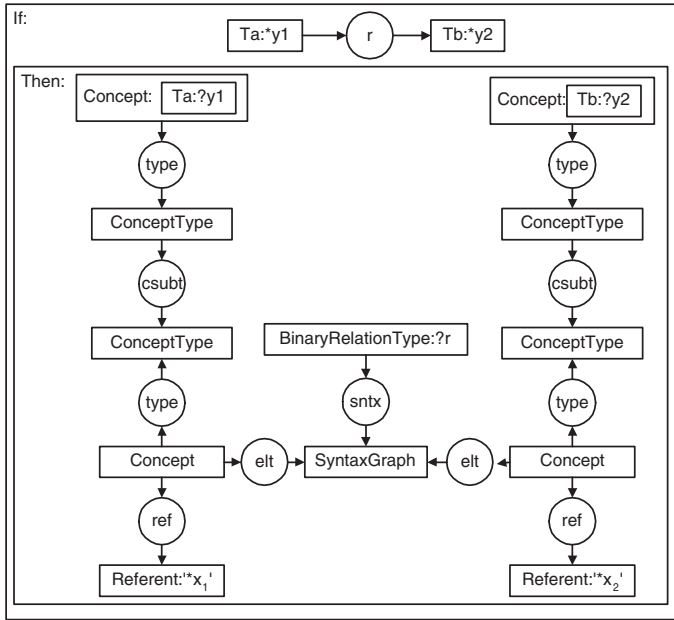 If:
Ta:*y1 r Tb:*y2
Then:
Concept: Ta:?y1 Concept: Tb:?y2
type type
ConceptType ConceptType
csubt csubt
ConceptType BinaryRelationType:?r ConceptType
type sntx type
Concept elt SyntaxGraph elt Concept
ref ref
Referent:'*x₁' Referent:'*x₂'